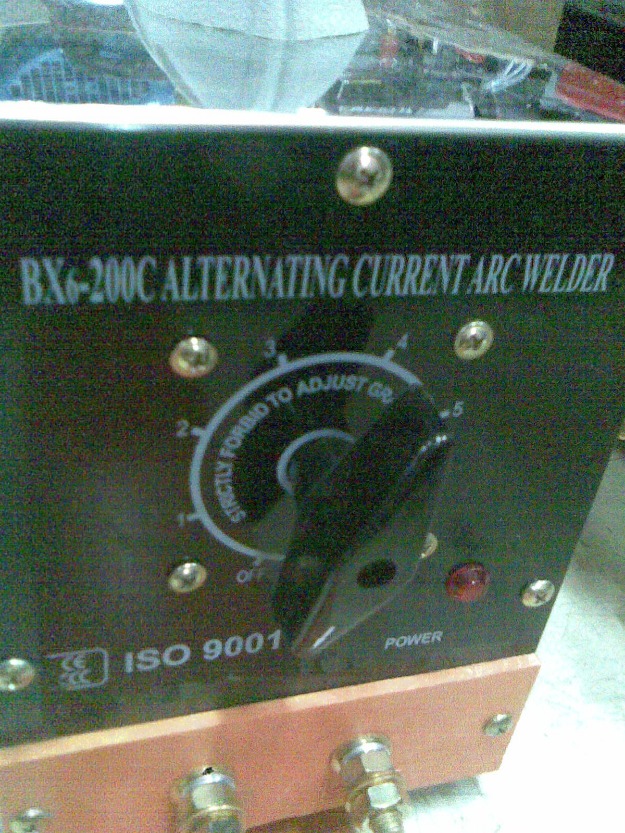 BX6-200C ALTERNATING CURRENT ARC WELDER
3
4
2
5
STRICTLY FORBID TO ADJUST
1
OFF
ISO 9001
POWER